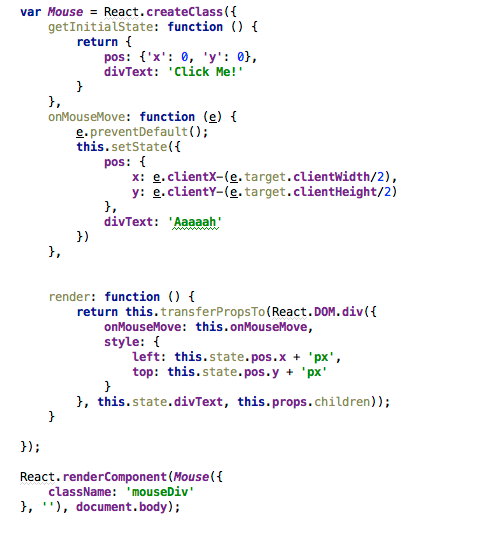 var Mouse = React.createClass({
    getInitialState: function () {
        return {
            pos: {'x': 0, 'y': 0},
            divText: 'Click Me!'
        }
    },
    onMouseMove: function (e) {
        e.preventDefault();
        this.setState({
            pos: {
                x: e.clientX-(e.target.clientWidth/2),
                y: e.clientY-(e.target.clientHeight/2)
            },
            divText: 'Aaaaah'
        })
    },
    render: function () {
        return this.transferPropsTo(React.DOM.div({
            onMouseMove: this.onMouseMove,
            style: {
                left: this.state.pos.x + 'px',
                top: this.state.pos.y + 'px'
            }
        }, this.state.divText, this.props.children));
    }
});
React.renderComponent(Mouse({
    className: 'mouseDiv'
}, ''), document.body);